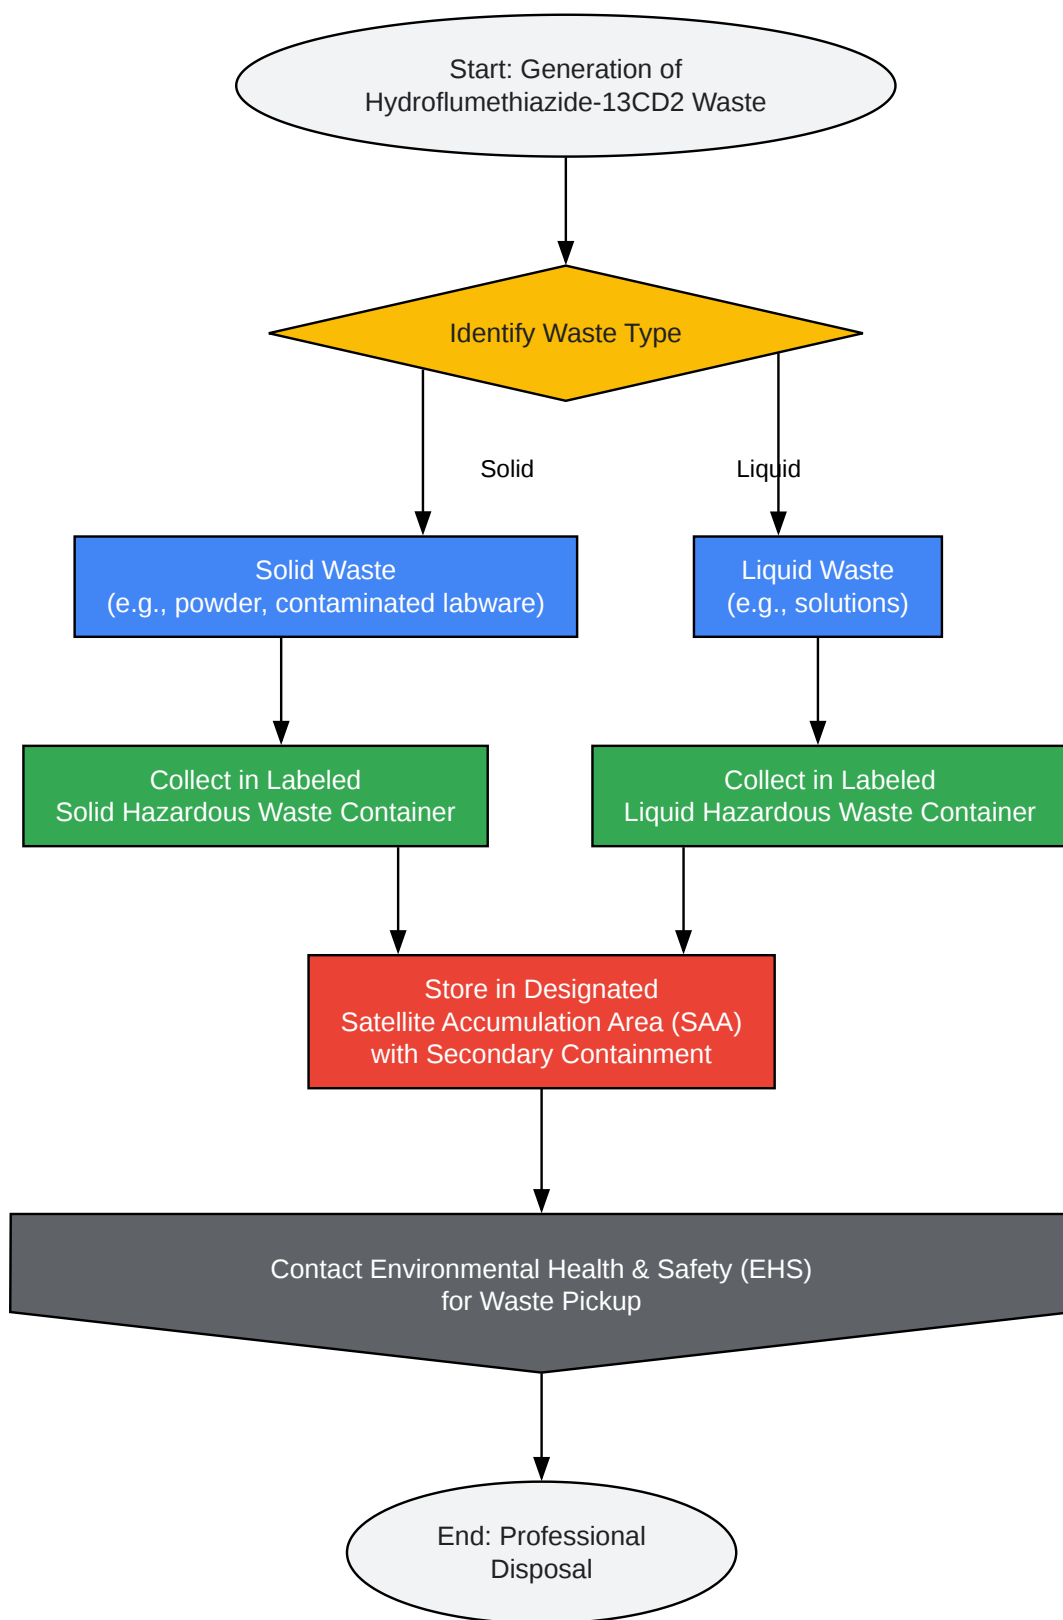 Start: Generation of
Hydroflumethiazide-13CD2 Waste
Identify Waste Type
Solid
Liquid
Solid Waste
(e.g., powder, contaminated labware)
Liquid Waste
(e.g., solutions)
Collect in Labeled
Solid Hazardous Waste Container
Collect in Labeled
Liquid Hazardous Waste Container
Store in Designated
Satellite Accumulation Area (SAA)
with Secondary Containment
Contact Environmental Health & Safety (EHS)
for Waste Pickup
End: Professional
Disposal